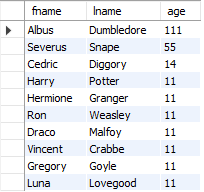 fname lname age
Albus Dumbledore 111
Severus Snape 55
Cedric Diggory 14
Harry Potter 11
Hermione Granger 11
Ron Weasley 11
Draco Malfoy 11
Vincent Crabbe 11
Gregory Goyle 11
Luna Lovegood 11